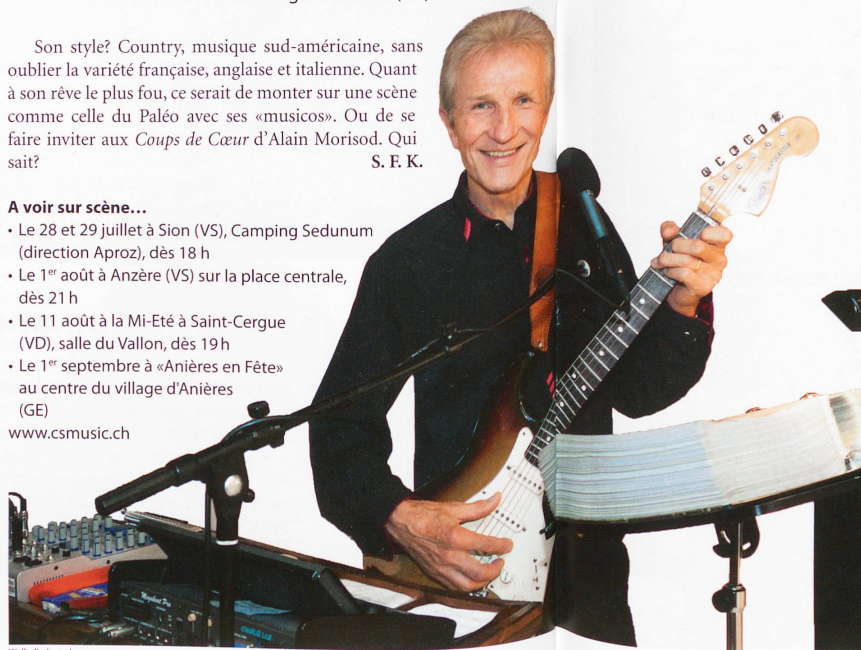 Son style? Country, musique sud-américaine, sans
oublier la variété française, anglaise et italienne. Quant
à son rêve le plus fou, ce serait de monter sur une scène
comme celle du Paléo avec ses «musicos». Ou de se
faire inviter aux Coups de Cœur d'Alain Morisod. Qui
sait? S. F. K.
A voir sur scène…
• Le 28 et 29 juillet à Sion (VS), Camping Sedunum
(direction Aproz), dès 18 h
• Le 1er août à Anzère (VS) sur la place centrale,
dès 21 h
• Le 11 août à la Mi-Eté à Saint-Cergue
(VD), salle du Vallon, dès 19 h
• Le 1er septembre à «Anières en Fête»
au centre du village d'Anières
(GE)
www.csmusic.ch